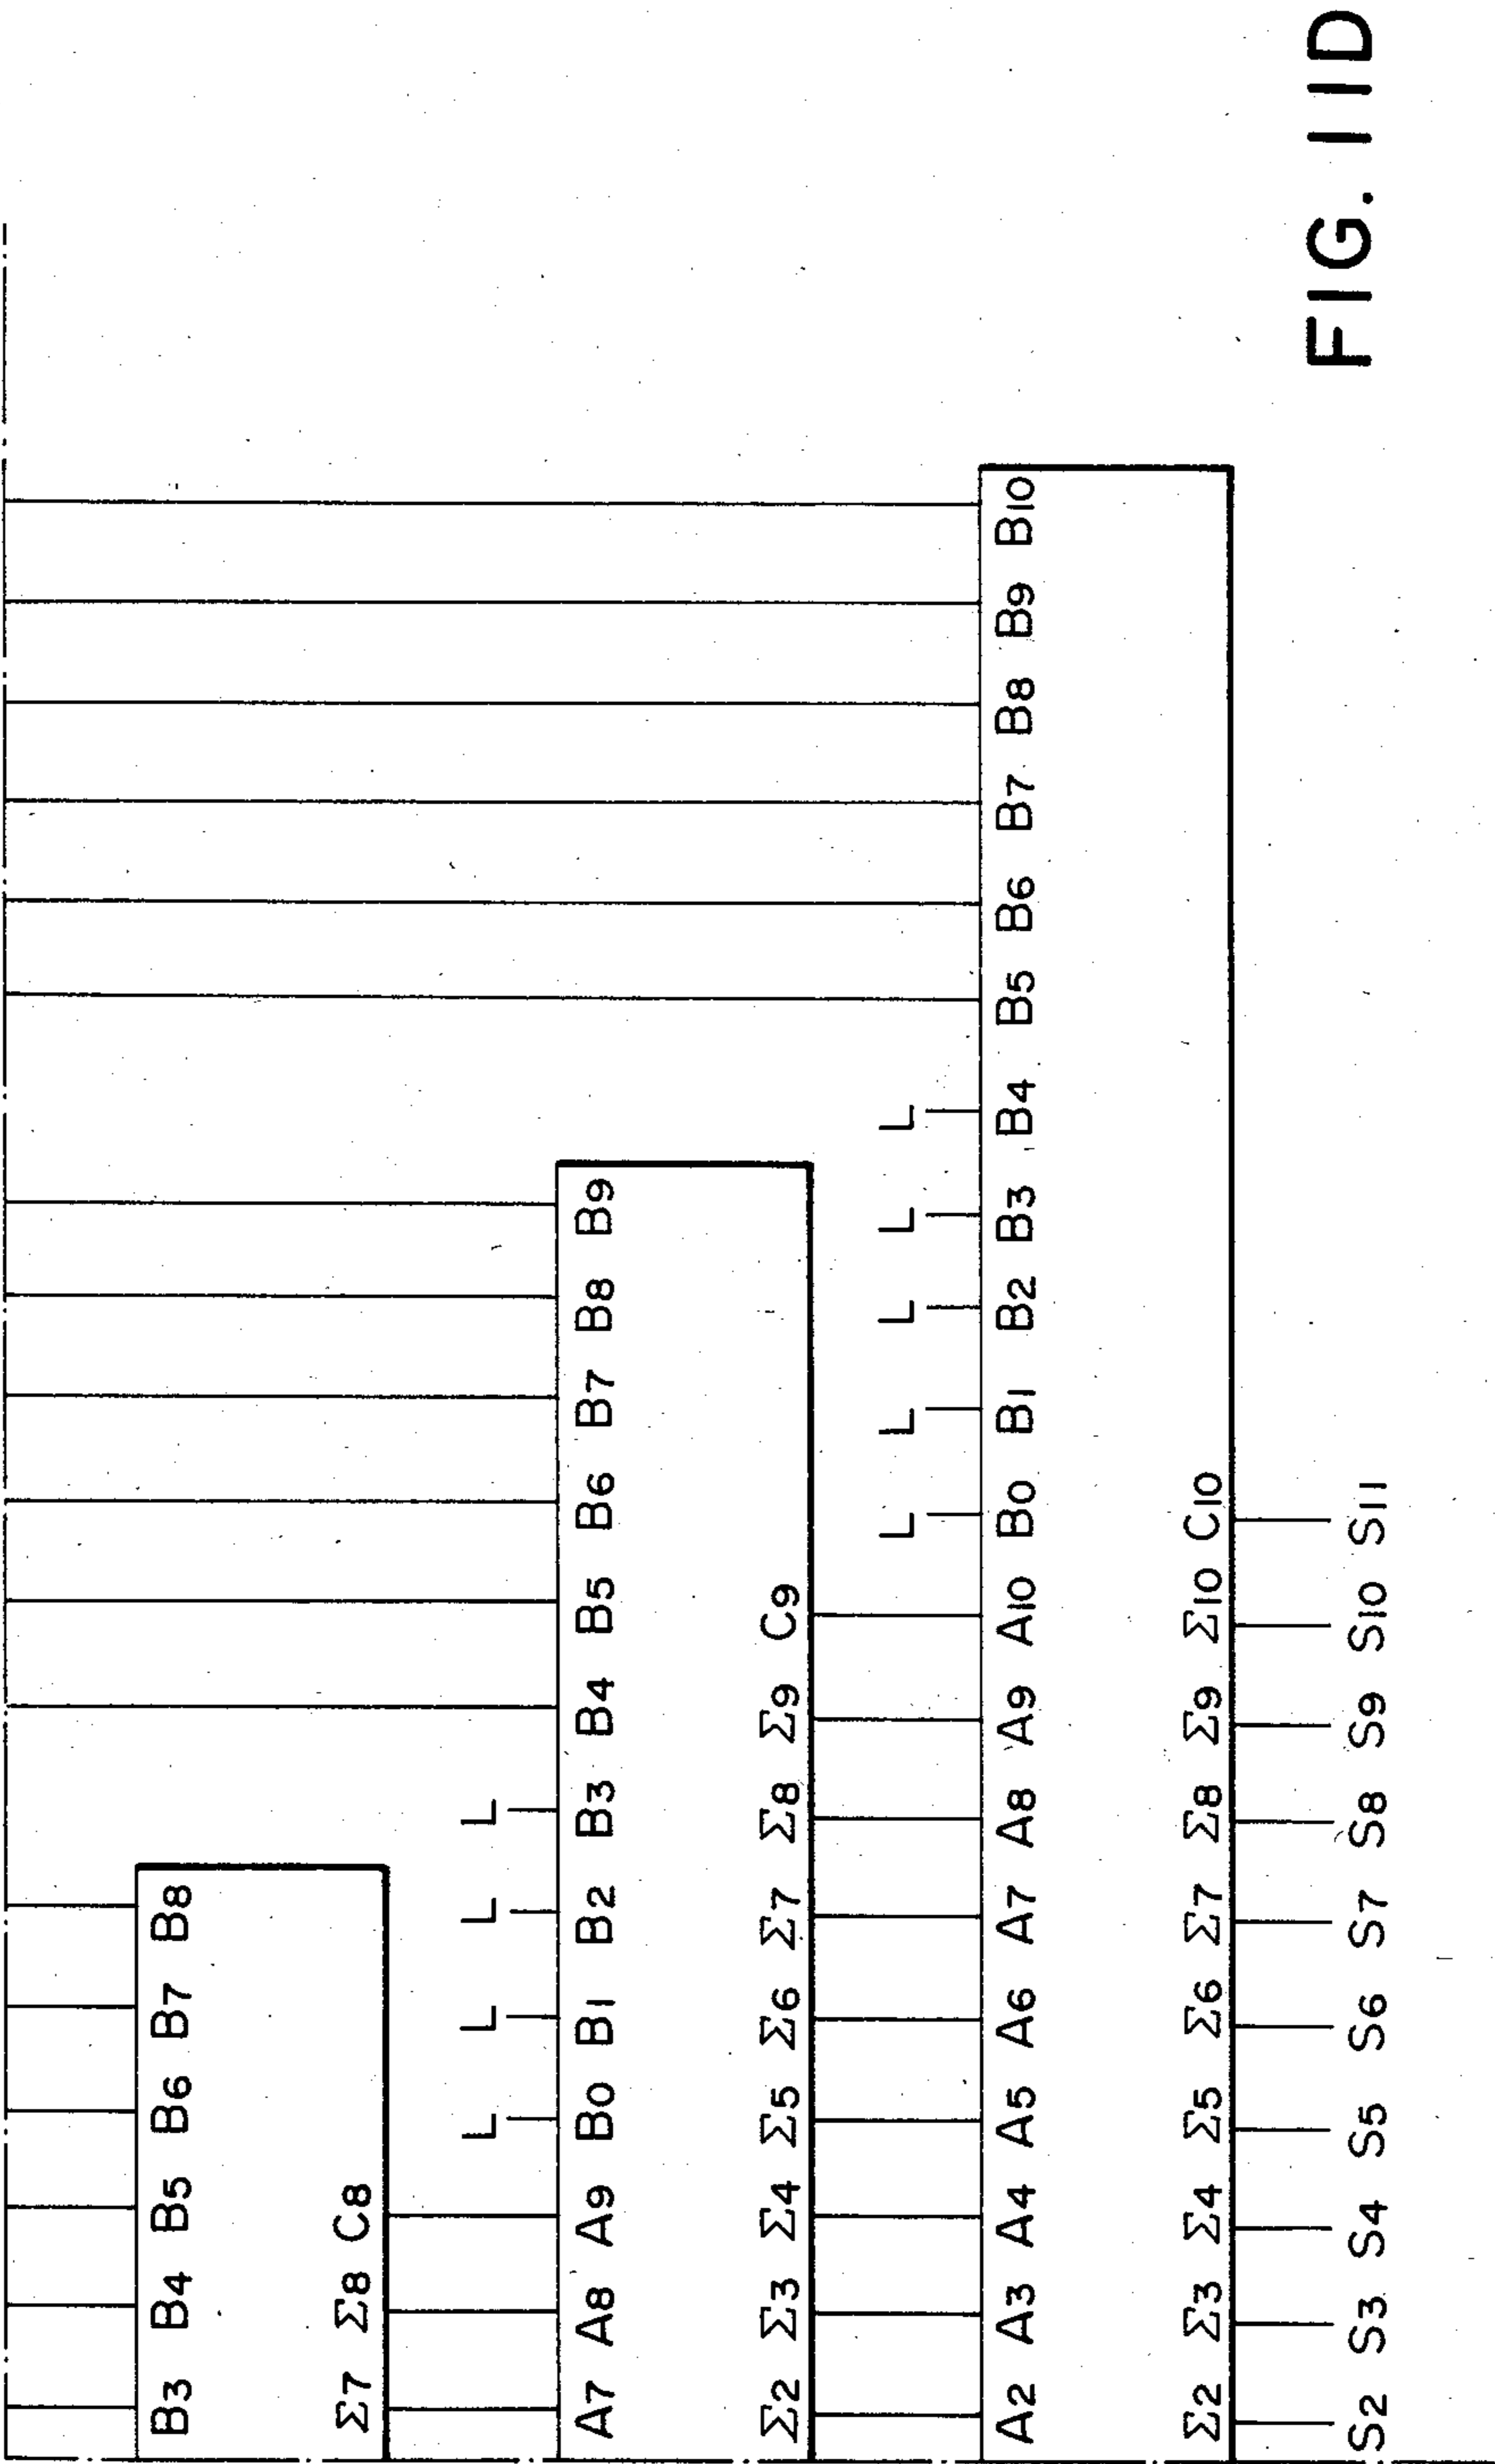 B3 B4 B5 B6 B7 B8
Σ7 Σ8 C8
L L L L
A7 A8 A9 B0 B1 B2 B3 B4 B5 B6 B7 B8 B9
Σ2 Σ3 Σ4 Σ5 Σ6 Σ7 Σ8 Σ9 C9
L L L L L
A2 A3 A4 A5 A6 A7 A8 A9 A10 B0 B1 B2 B3 B4 B5 B6 B7 B8 B9 B10
Σ2 Σ3 Σ4 Σ5 Σ6 Σ7 Σ8 Σ9 Σ10 C10
S2 S3 S4 S5 S6 S7 S8 S9 S10 S11
FIG. 11D